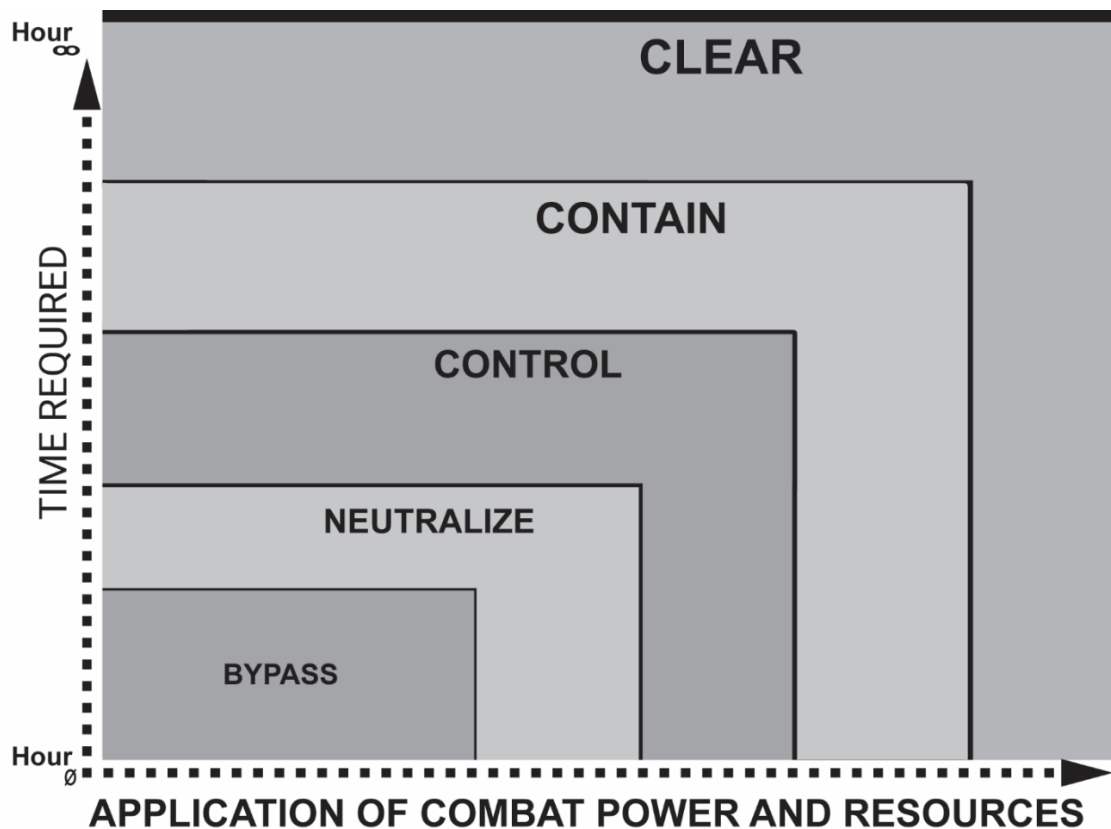 Hour
∞
CLEAR
CONTAIN
CONTROL
NEUTRALIZE
BYPASS
TIME REQUIRED
Hour
Ø
APPLICATION OF COMBAT POWER AND RESOURCES